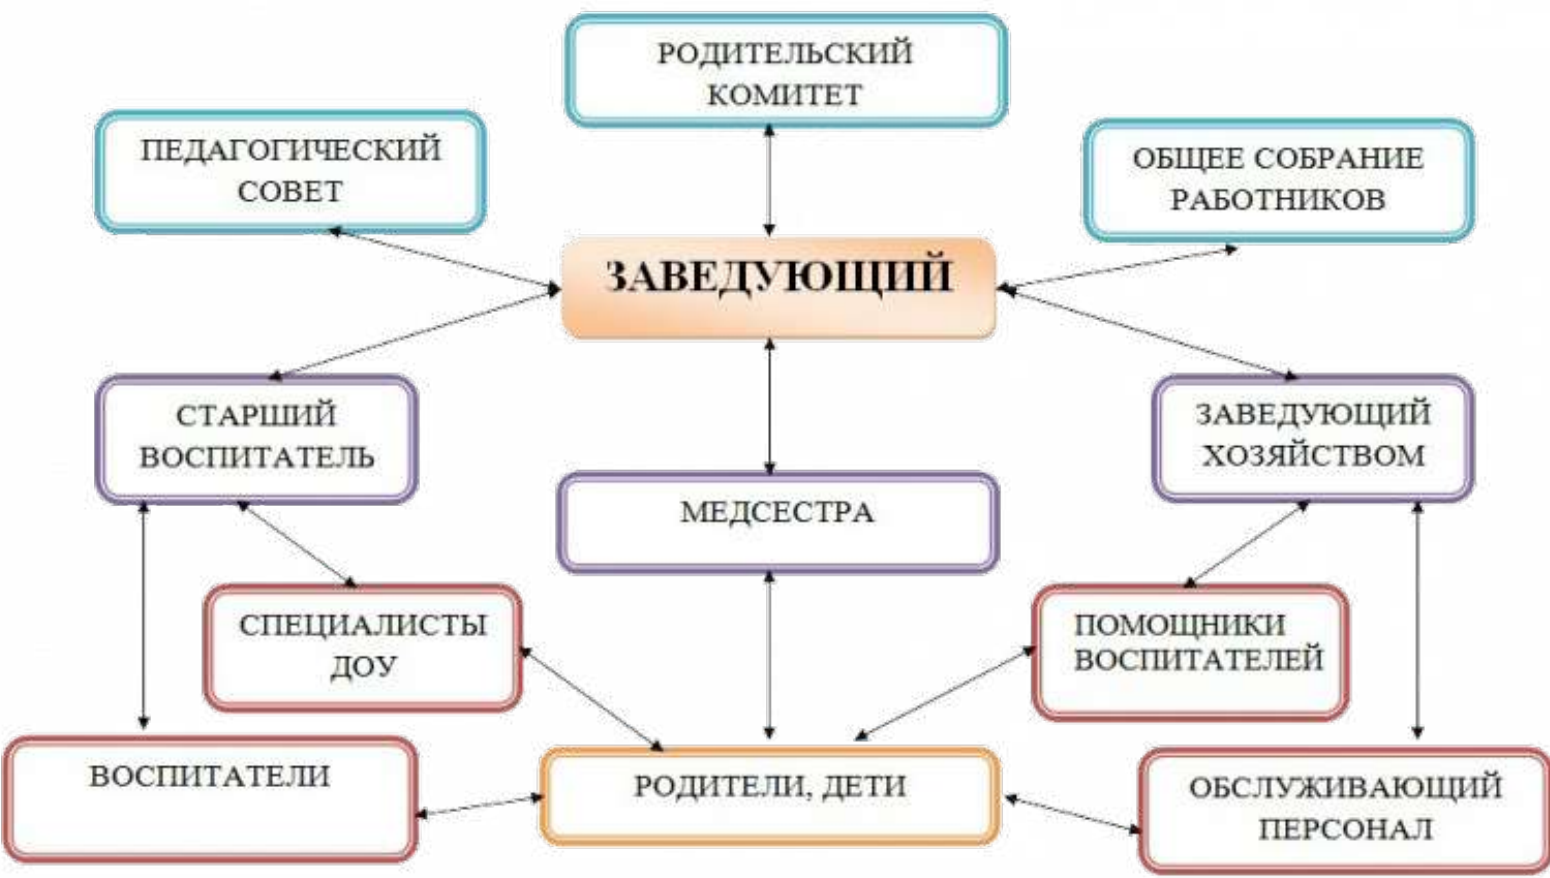 РОДИТЕЛЬСКИЙ
КОМИТЕТ
ПЕДАГОГИЧЕСКИЙ
СОВЕТ
ОБЩЕЕ СОБРАНИЕ
РАБОТНИКОВ
ЗАВЕДУЮЩИЙ
СТАРШИЙ
ВОСПИТАТЕЛЬ
ЗАВЕДУЮЩИЙ
ХОЗЯЙСТВОМ
МЕДСЕСТРА
СПЕЦИАЛИСТЫ
ДОУ
ПОМОЩНИКИ
ВОСПИТАТЕЛЕЙ
ВОСПИТАТЕЛИ
РОДИТЕЛИ, ДЕТИ
ОБСЛУЖИВАЮЩИЙ
ПЕРСОНАЛ